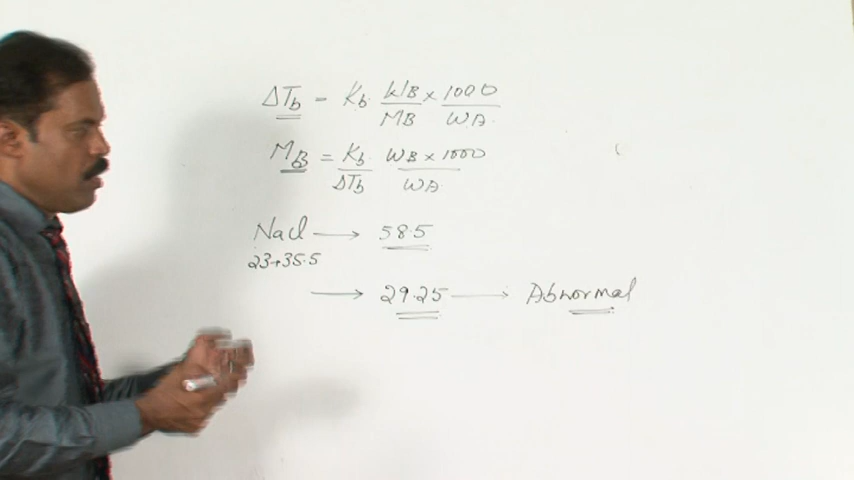 ΔTb = Kb. WB/MB × 1000/WA.
MB = Kb/ΔTb. WB × 1000/WA
NaCl → 58.5
23+35.5
→ 29.25 → Abnormal